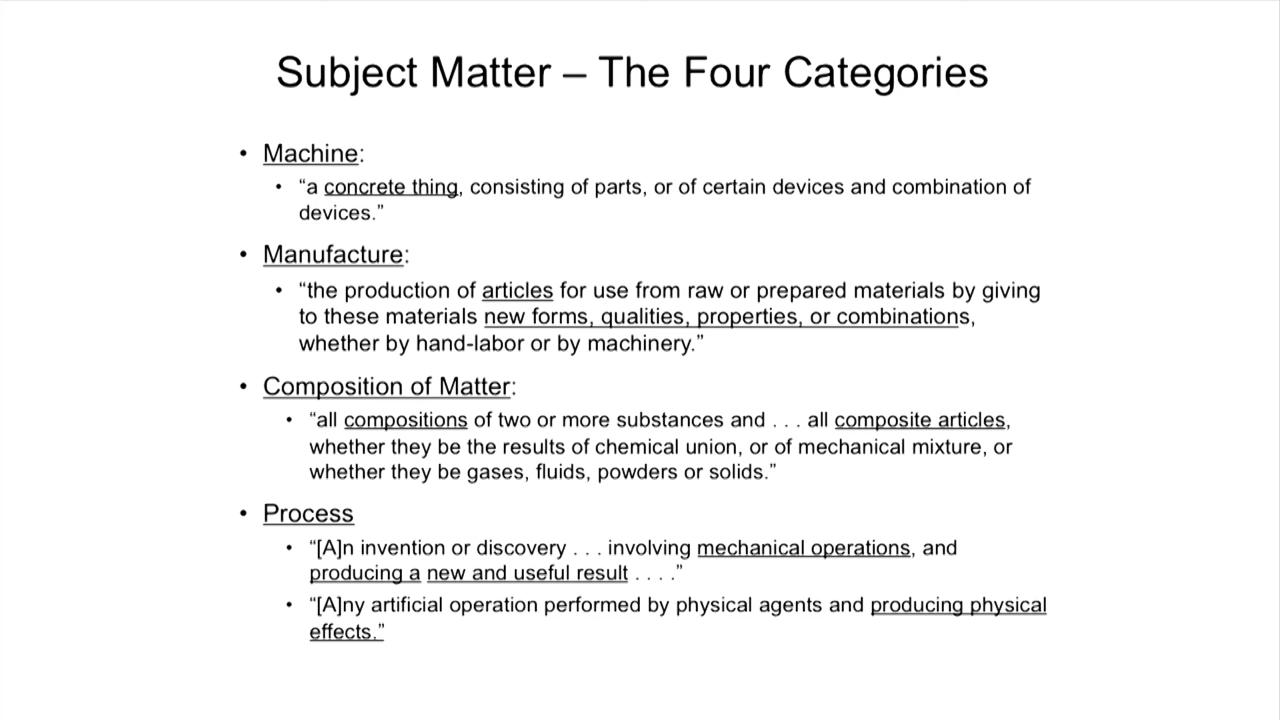 Subject Matter – The Four Categories
• Machine:
• “a concrete thing, consisting of parts, or of certain devices and combination of
devices.”
• Manufacture:
• “the production of articles for use from raw or prepared materials by giving
to these materials new forms, qualities, properties, or combinations,
whether by hand-labor or by machinery.”
• Composition of Matter:
• “all compositions of two or more substances and . . . all composite articles,
whether they be the results of chemical union, or of mechanical mixture, or
whether they be gases, fluids, powders or solids.”
• Process
• “[A]n invention or discovery . . . involving mechanical operations, and
producing a new and useful result . . . .”
• “[A]ny artificial operation performed by physical agents and producing physical
effects.”